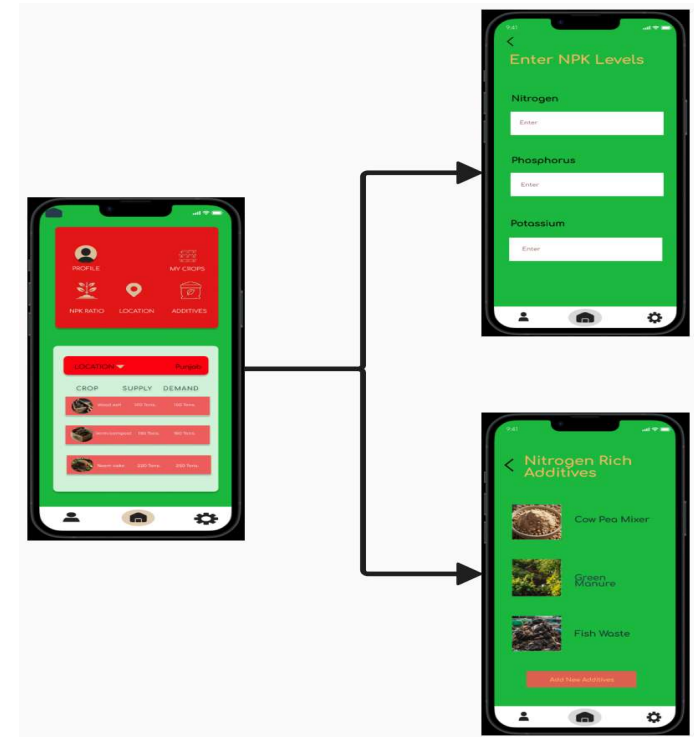 PROFILE
MY CROPS
NPK RATIO
LOCATION
ADDITIVES
LOCATION
Punjab
CROP
SUPPLY
DEMAND
9:41
Enter NPK Levels
Nitrogen
Enter
Phosphorus
Enter
Potassium
Enter
9:41
Nitrogen Rich
Additives
Cow Pea Mixer
Green
Manure
Fish Waste
Add New Additives